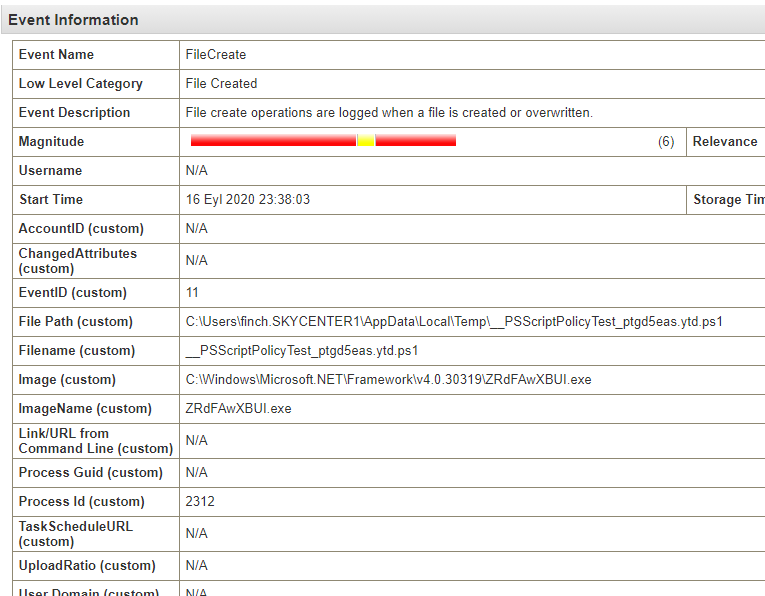 Event Information
Event Name FileCreate
Low Level Category File Created
Event Description File create operations are logged when a file is created or overwritten.
Magnitude (6) Relevance
Username N/A
Start Time 16 Eyl 2020 23:38:03 Storage Tim
AccountID (custom) N/A
ChangedAttributes
(custom) N/A
EventID (custom) 11
File Path (custom) C:\Users\finch.SKYCENTER1\AppData\Local\Temp\__PSScriptPolicyTest_ptgd5eas.ytd.ps1
Filename (custom) __PSScriptPolicyTest_ptgd5eas.ytd.ps1
Image (custom) C:\Windows\Microsoft.NET\Framework\v4.0.30319\ZRdFAwXBUI.exe
ImageName (custom) ZRdFAwXBUI.exe
Link/URL from
Command Line (custom) N/A
Process Guid (custom) N/A
Process Id (custom) 2312
TaskScheduleURL
(custom) N/A
UploadRatio (custom) N/A
User Domain (custom) N/A